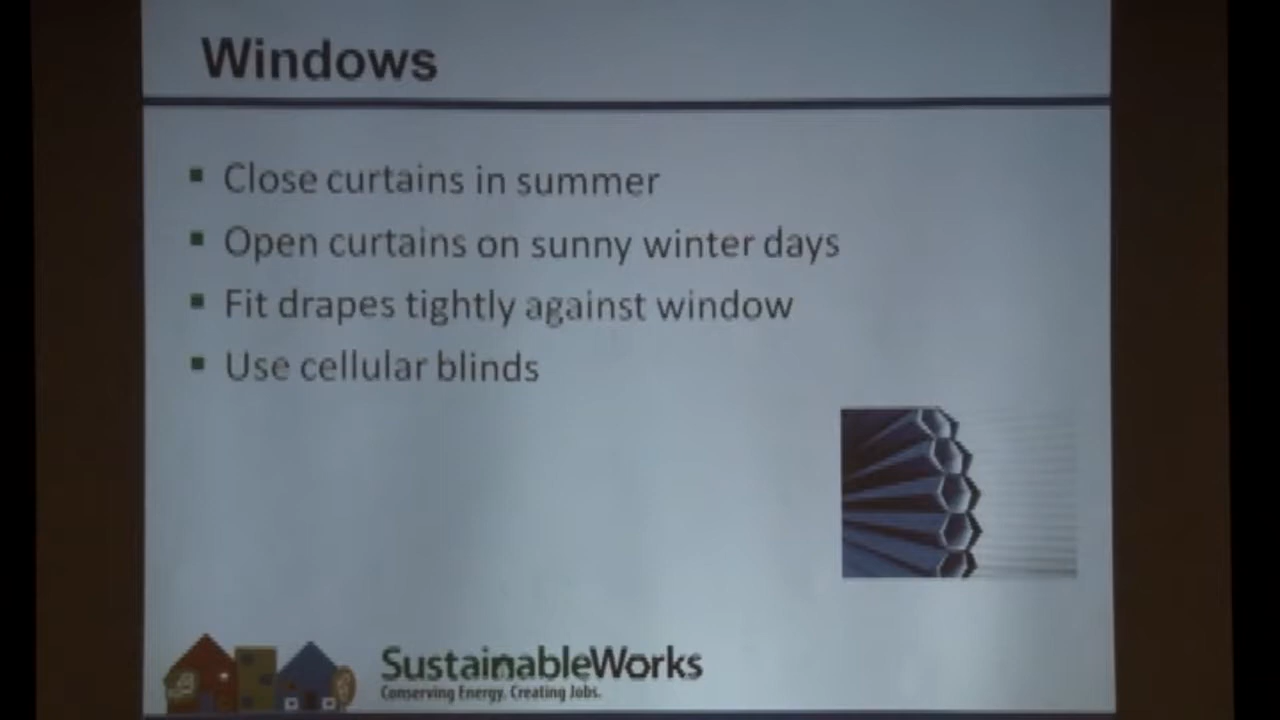 Windows
Close curtains in summer
Open curtains on sunny winter days
Fit drapes tightly against window
Use cellular blinds
SustainableWorks
Conserving Energy. Creating Jobs.